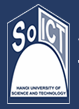 SoICT
HANOI UNIVERSITY OF
SCIENCE AND TECHNOLOGY